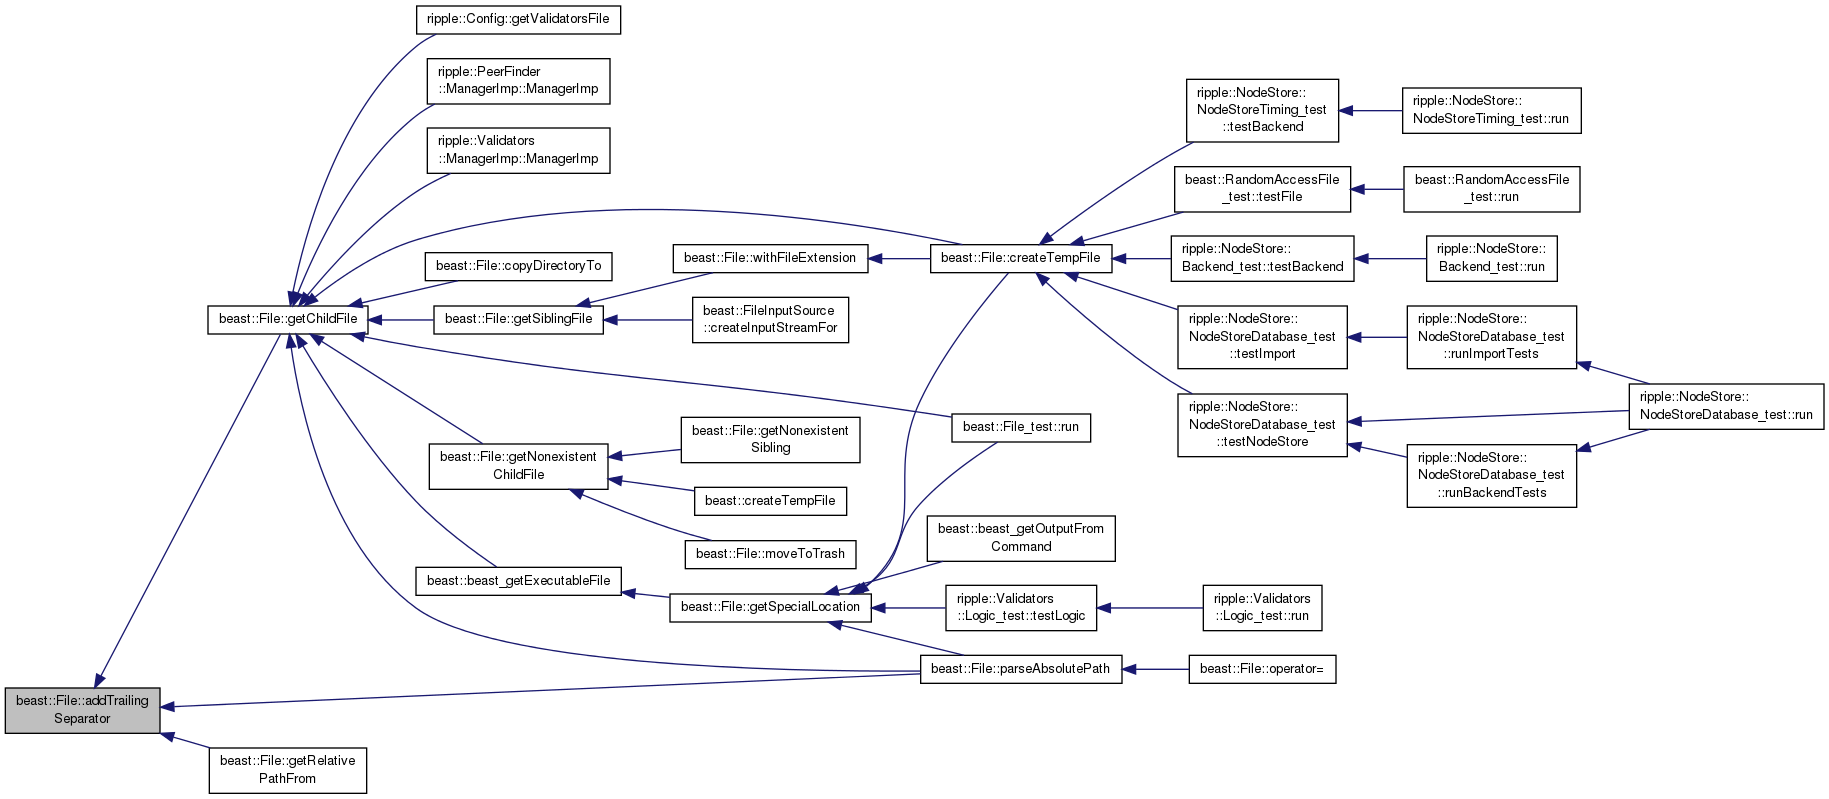 ripple::Config::getValidatorsFile
ripple::PeerFinder
::ManagerImp::ManagerImp
ripple::Validators
::ManagerImp::ManagerImp
beast::File::copyDirectoryTo
beast::File::getChildFile
beast::File::getSiblingFile
beast::File::withFileExtension
beast::FileInputSource
::createInputStreamFor
beast::File::createTempFile
ripple::NodeStore::
NodeStoreTiming_test
::testBackend
ripple::NodeStore::
NodeStoreTiming_test::run
beast::RandomAccessFile
_test::testFile
beast::RandomAccessFile
_test::run
ripple::NodeStore::
Backend_test::testBackend
ripple::NodeStore::
Backend_test::run
ripple::NodeStore::
NodeStoreDatabase_test
::testImport
ripple::NodeStore::
NodeStoreDatabase_test
::runImportTests
ripple::NodeStore::
NodeStoreDatabase_test::run
ripple::NodeStore::
NodeStoreDatabase_test
::testNodeStore
ripple::NodeStore::
NodeStoreDatabase_test
::runBackendTests
beast::File_test::run
beast::File::getNonexistent
ChildFile
beast::File::getNonexistent
Sibling
beast::createTempFile
beast::File::moveToTrash
beast::beast_getExecutableFile
beast::File::getSpecialLocation
beast::beast_getOutputFrom
Command
ripple::Validators
::Logic_test::testLogic
ripple::Validators
::Logic_test::run
beast::File::parseAbsolutePath
beast::File::operator=
beast::File::addTrailing
Separator
beast::File::getRelative
PathFrom